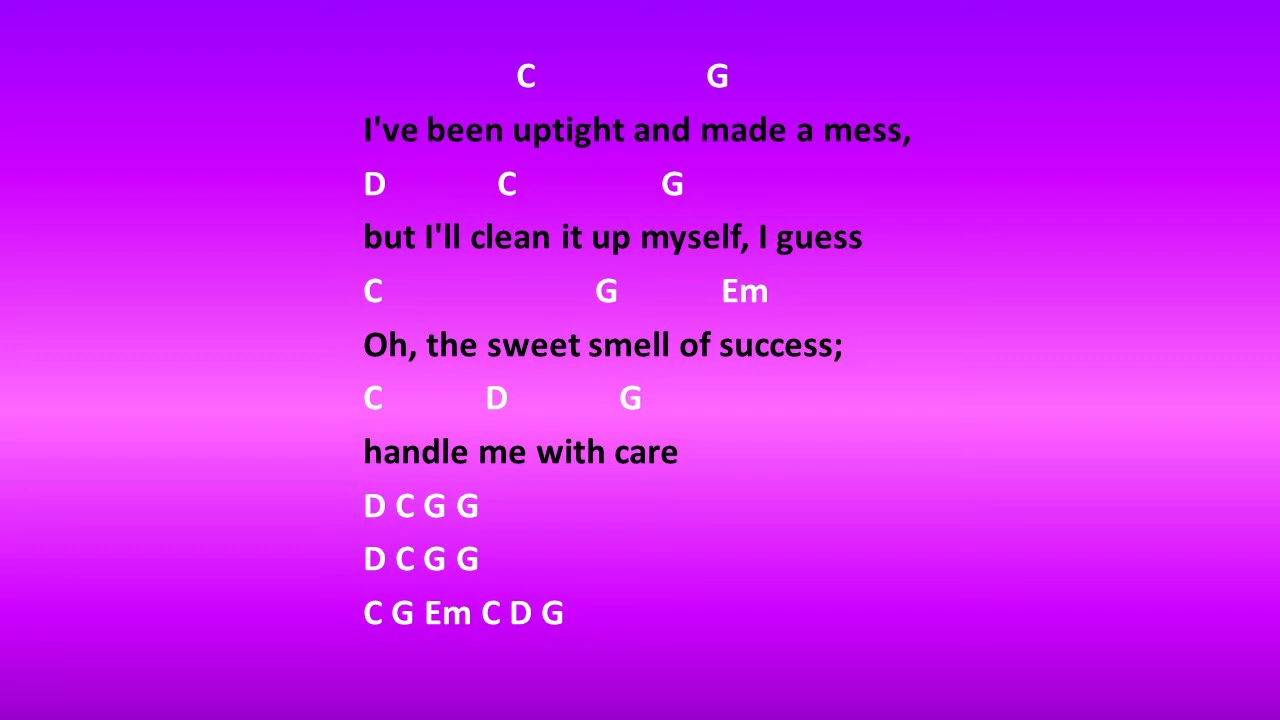 C G
I've been uptight and made a mess,
D C G
but I'll clean it up myself, I guess
C G Em
Oh, the sweet smell of success;
C D G
handle me with care
D C G G
D C G G
C G Em C D G